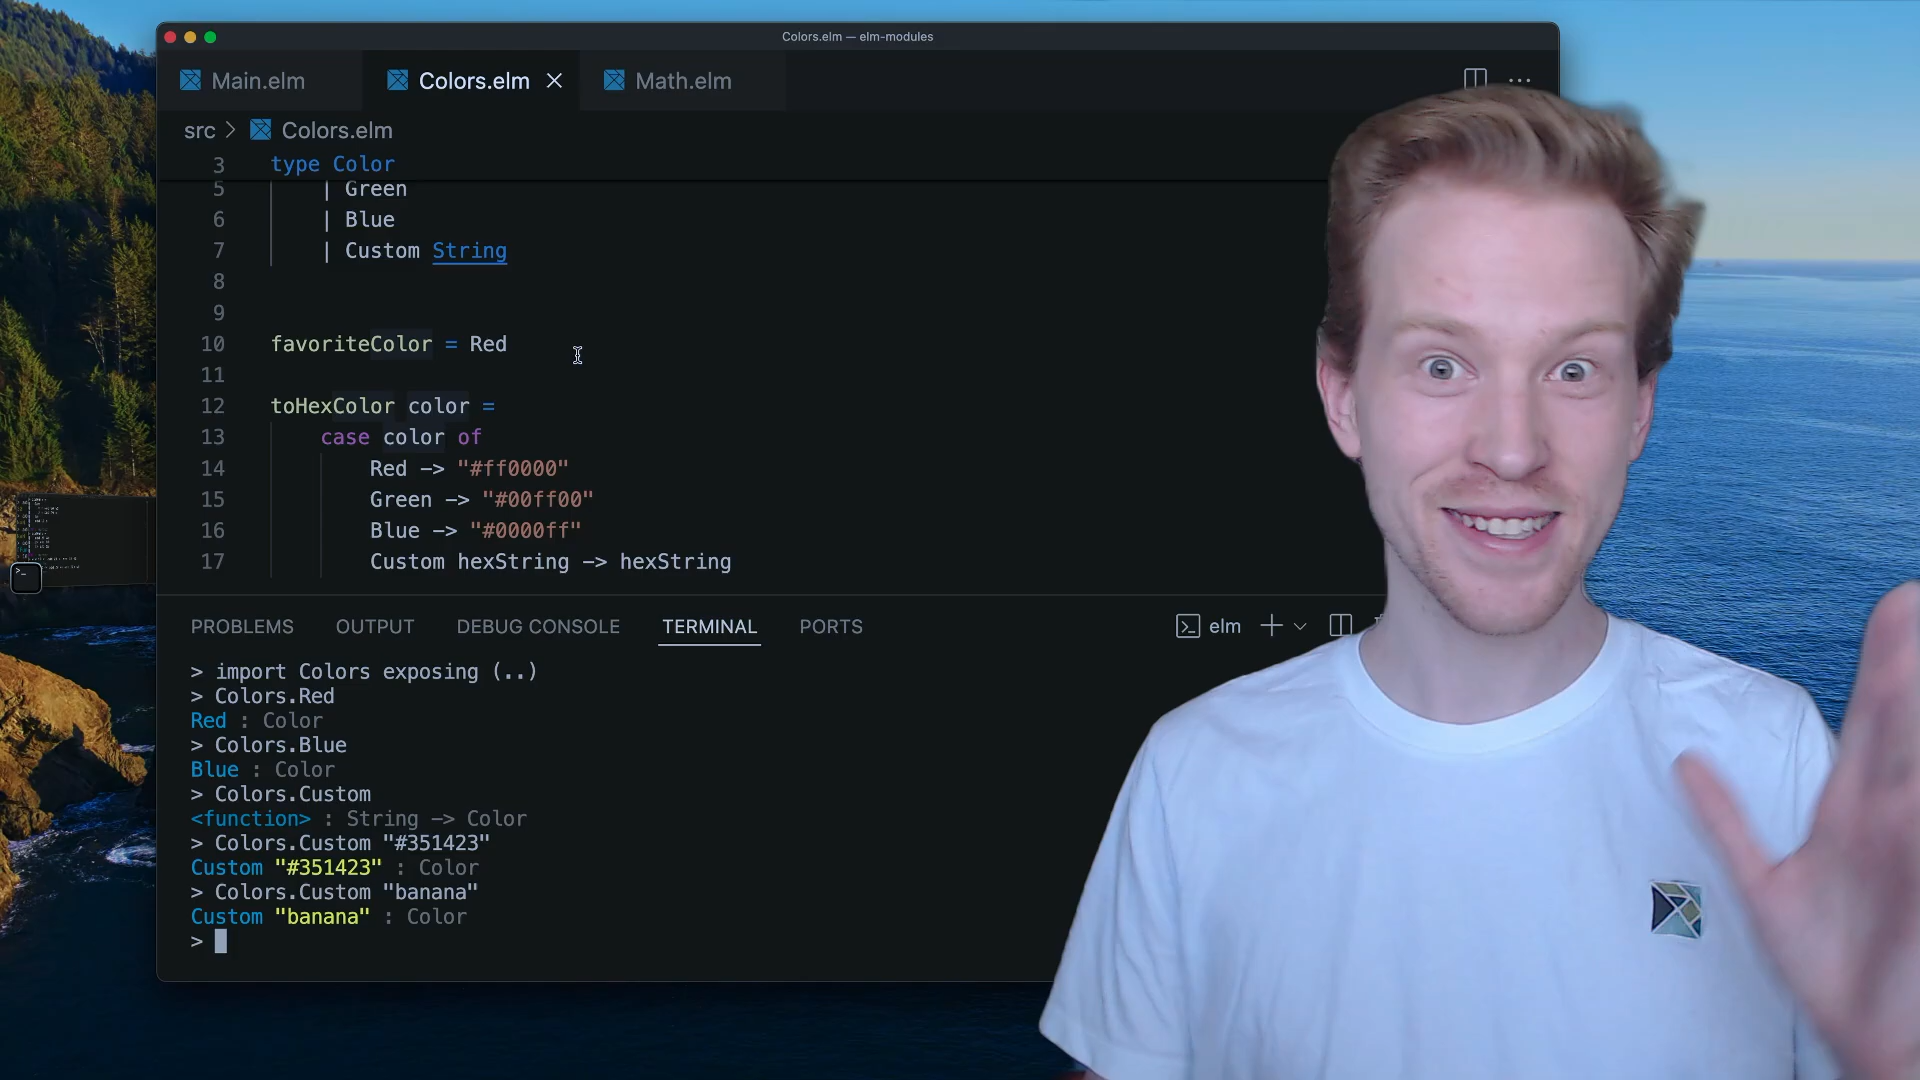 Colors.elm — elm-modules
Main.elm
Colors.elm
Math.elm
src > Colors.elm
3 type Color
5 | Green
6 | Blue
7 | Custom String
8
9
10 favoriteColor = Red
11
12 toHexColor color =
13 case color of
14 Red -> "#ff0000"
15 Green -> "#00ff00"
16 Blue -> "#0000ff"
17 Custom hexString -> hexString
PROBLEMS OUTPUT DEBUG CONSOLE TERMINAL PORTS
elm
> import Colors exposing (..)
> Colors.Red
Red : Color
> Colors.Blue
Blue : Color
> Colors.Custom
<function> : String -> Color
> Colors.Custom "#351423"
Custom "#351423" : Color
> Colors.Custom "banana"
Custom "banana" : Color
>